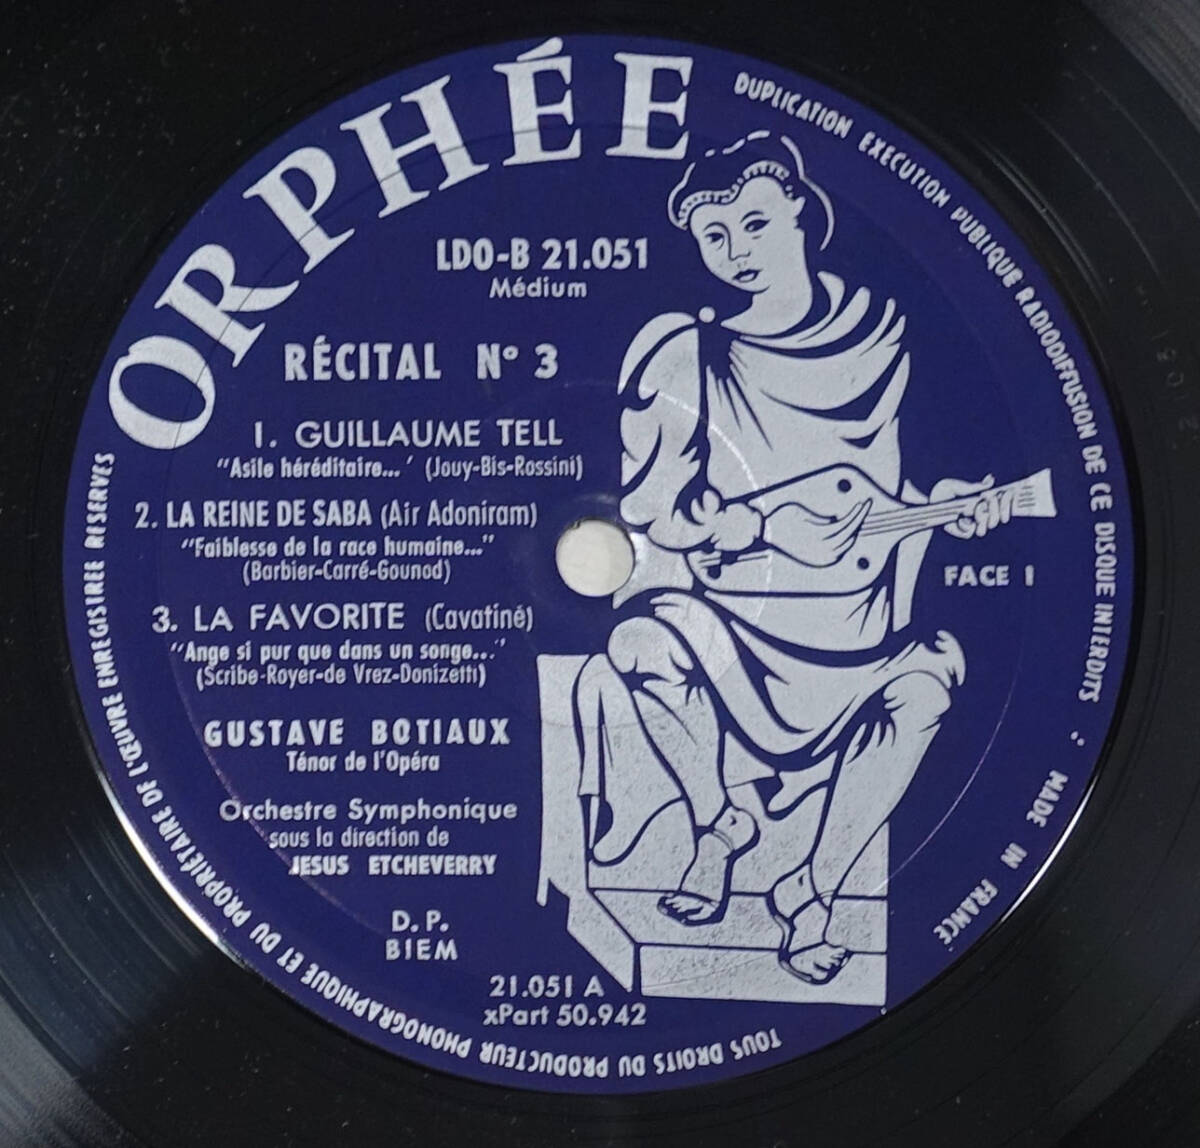 ORPHÉE
LDO-B 21.051
Médium
RÉCITAL N° 3
1. GUILLAUME TELL
"Asile héréditaire...' (Jouy-Bis-Rossini)
2. LA REINE DE SABA (Air Adoniram)
"Faiblesse de la race humaine..."
(Barbier-Carré-Gounod)
3. LA FAVORITE (Cavatine)
"Ange si pur que dans un songe..."
(Scribe-Royer-de Vrez-Donizetti)
FACE 1
GUSTAVE BOTIAUX
Ténor de l'Opéra
Orchestre Symphonique
sous la direction de
JESUS ETCHEVERRY
D.P.
BIEM
21.051 A
xPart 50.942
TOUS DROITS DU PRODUCTEUR PHONOGRAPHIQUE ET DU PROPRIÉTAIRE DE L'ŒUVRE ENREGISTREE RESERVES
DUPLICATION EXECUTION PUBLIQUE RADIODIFFUSION DE CE DISQUE INTERDITS : MADE IN FRANCE